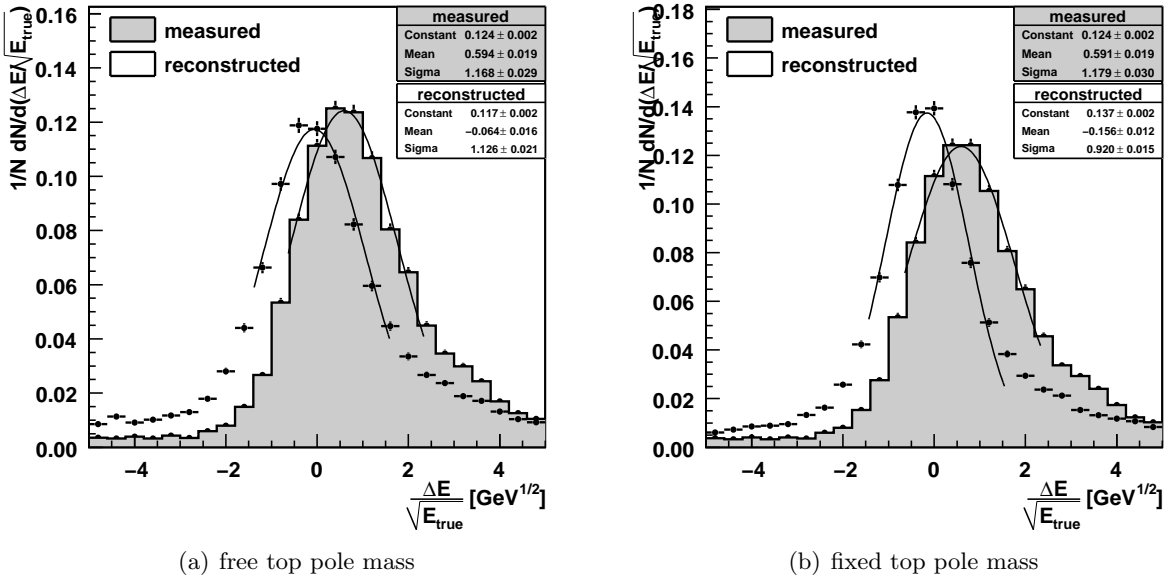 1/N dN/d(ΔE/√E_true)
0.16
0.14
0.12
0.10
0.08
0.06
0.04
0.02
0.00
measured
reconstructed
measured
Constant 0.124 ± 0.002
Mean 0.594 ± 0.019
Sigma 1.168 ± 0.029
reconstructed
Constant 0.117 ± 0.002
Mean −0.064 ± 0.016
Sigma 1.126 ± 0.021
−4 −2 0 2 4
ΔE/√E_true [GeV^1/2]
(a) free top pole mass
1/N dN/d(ΔE/√E_true)
0.18
0.16
0.14
0.12
0.10
0.08
0.06
0.04
0.02
0.00
measured
reconstructed
measured
Constant 0.124 ± 0.002
Mean 0.591 ± 0.019
Sigma 1.179 ± 0.030
reconstructed
Constant 0.137 ± 0.002
Mean −0.156 ± 0.012
Sigma 0.920 ± 0.015
−4 −2 0 2 4
ΔE/√E_true [GeV^1/2]
(b) fixed top pole mass